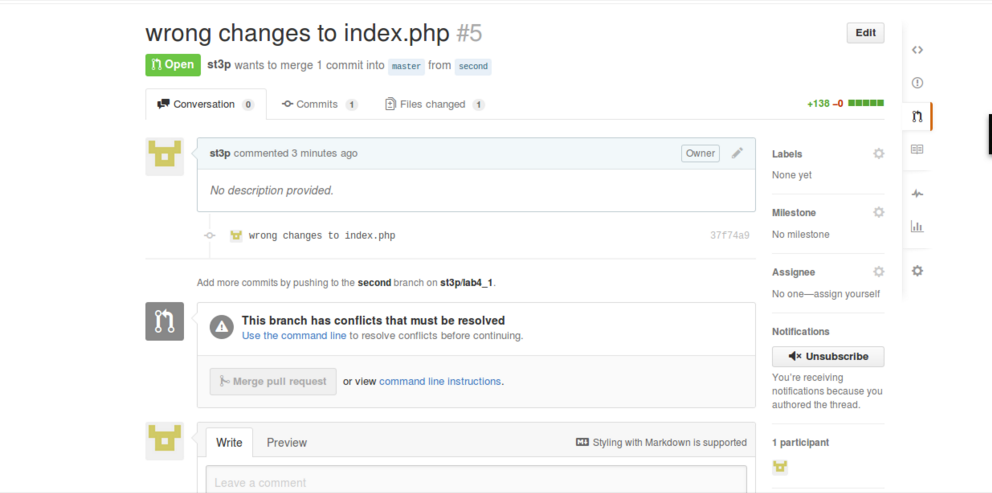 wrong changes to index.php #5
Edit
Open st3p wants to merge 1 commit into master from second
Conversation 0 Commits 1 Files changed 1 +138 −0
st3p commented 3 minutes ago Owner
No description provided.
wrong changes to index.php 37f74a9
Add more commits by pushing to the second branch on st3p/lab4_1.
This branch has conflicts that must be resolved
Use the command line to resolve conflicts before continuing.
Merge pull request or view command line instructions.
Write Preview Styling with Markdown is supported
Leave a comment
Labels
None yet
Milestone
No milestone
Assignee
No one—assign yourself
Notifications
Unsubscribe
You're receiving
notifications because you
authored the thread.
1 participant